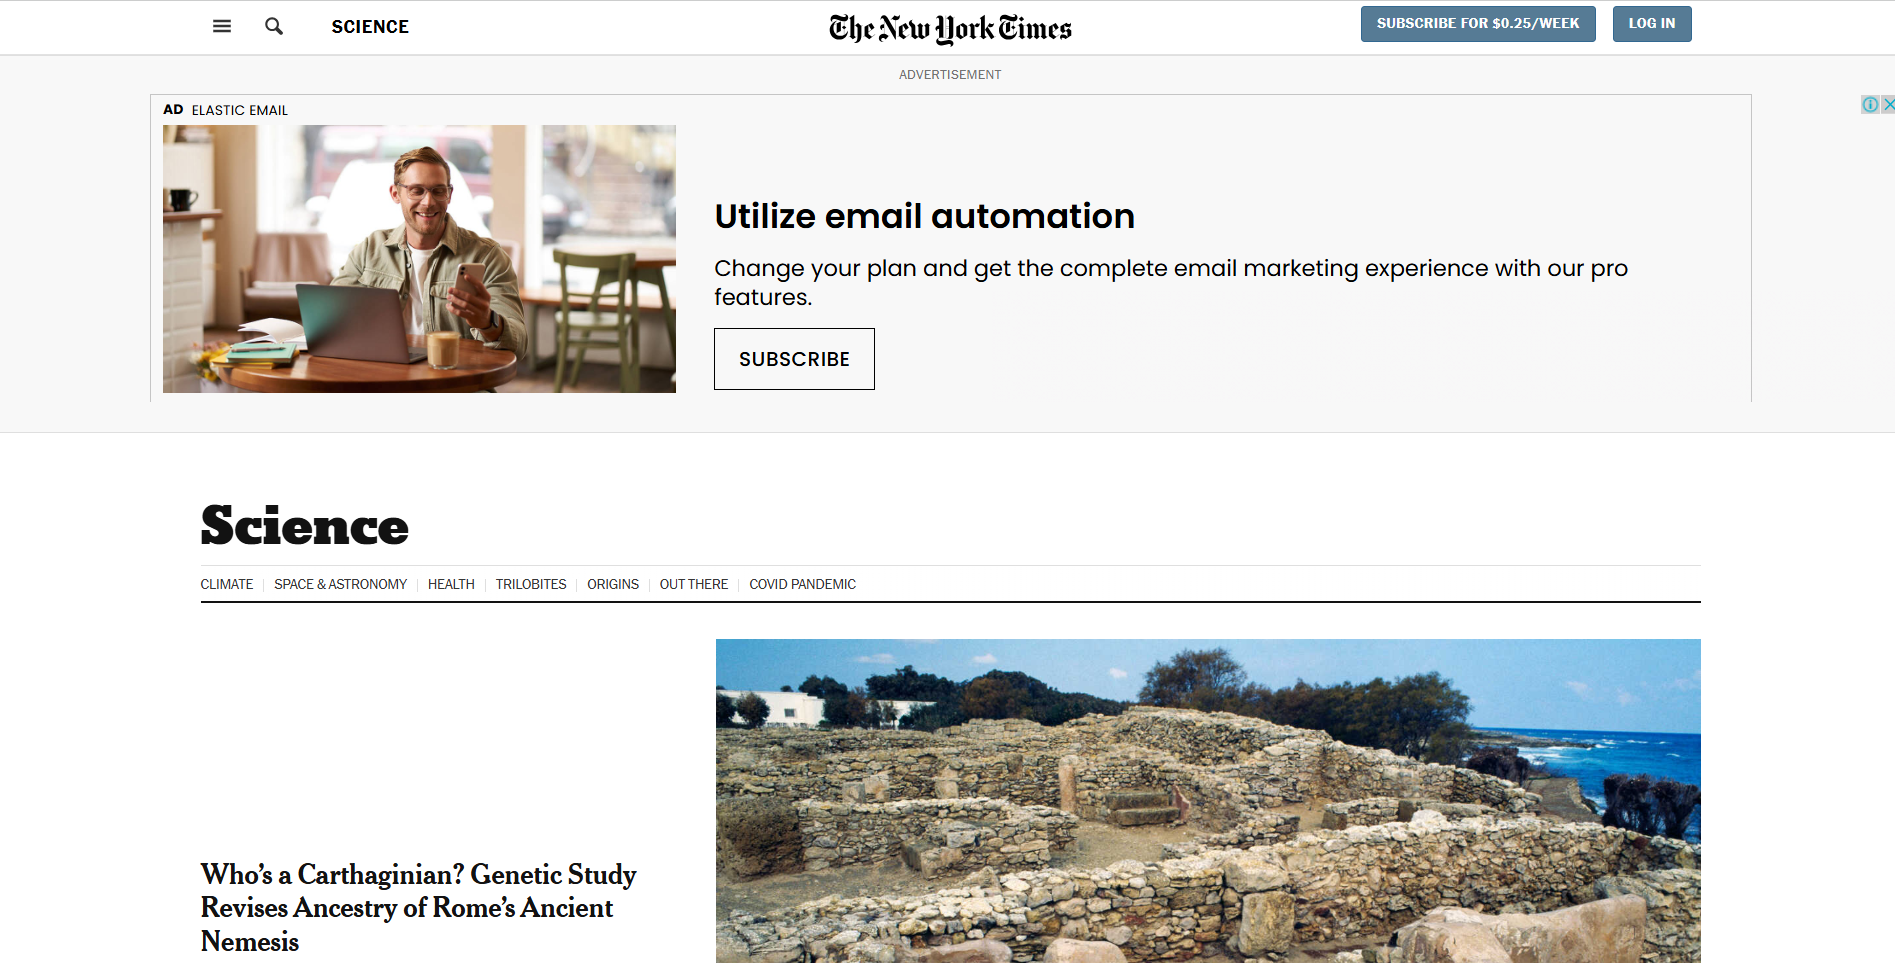 SCIENCE
The New York Times
SUBSCRIBE FOR $0.25/WEEK
LOG IN
ADVERTISEMENT
AD ELASTIC EMAIL
Utilize email automation
Change your plan and get the complete email marketing experience with our pro
features.
SUBSCRIBE
Science
CLIMATE
SPACE & ASTRONOMY
HEALTH
TRILOBITES
ORIGINS
OUT THERE
COVID PANDEMIC
Who’s a Carthaginian? Genetic Study
Revises Ancestry of Rome’s Ancient
Nemesis